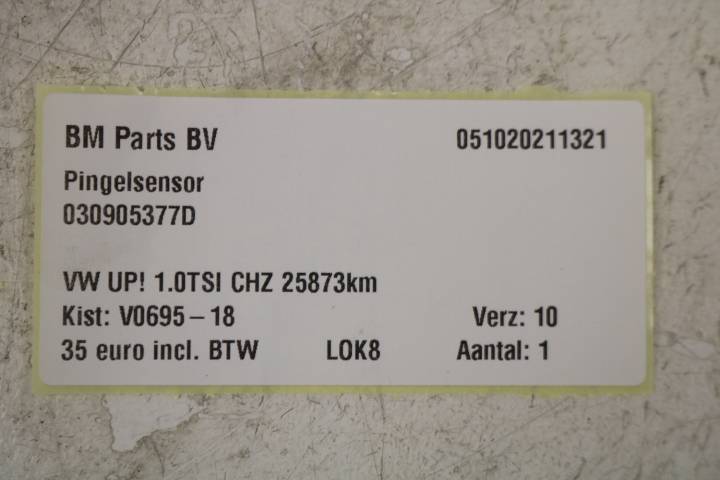 BM Parts BV 051020211321
Pingelsensor
030905377D
VW UP! 1.0TSI CHZ 25873km
Kist: V0695-18 Verz: 10
35 euro incl. BTW LOK8 Aantal: 1